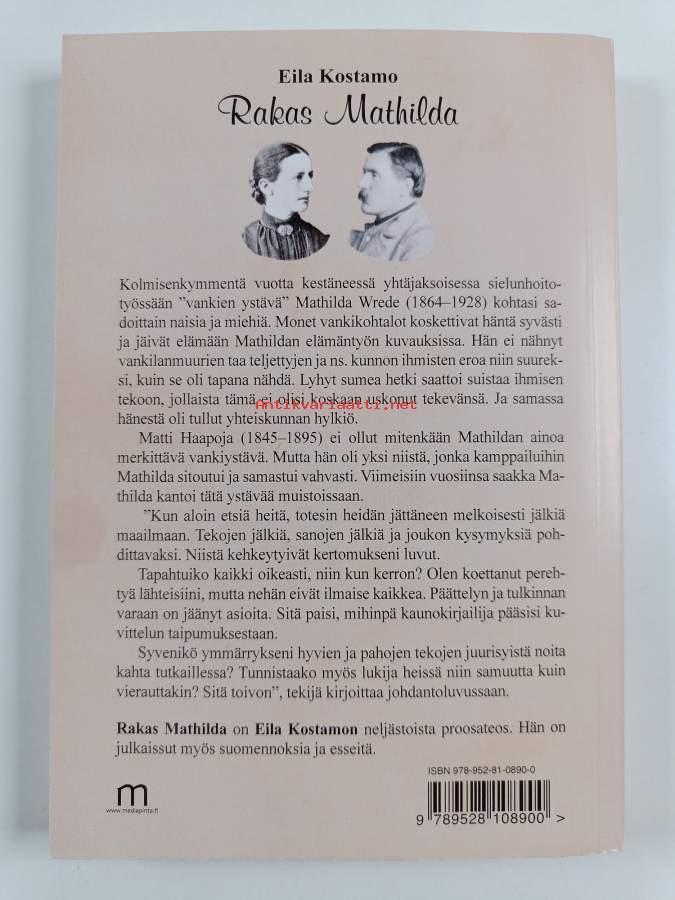 Eila Kostamo
Rakas Mathilda
Kolmisenkymmentä vuotta kestäneessä yhtäjaksoisessa sielunhoito-
työssään ”vankien ystävä” Mathilda Wrede (1864–1928) kohtasi sa-
doittain naisia ja miehiä. Monet vankikohtalot koskettivat häntä syvästi
ja jäivät elämään Mathildan elämäntyön kuvauksissa. Hän ei nähnyt
vankilanmuurien taa teljettyjen ja ns. kunnon ihmisten eroa niin suurek-
si, kuin se oli tapana nähdä. Lyhyt sumea hetki saattoi suistaa ihmisen
tekoon, jollaista tämä ei olisi koskaan uskonut tekevänsä. Ja samassa
Antikvariaatti.net
hänestä oli tullut yhteiskunnan hylkiö.
Matti Haapoja (1845–1895) ei ollut mitenkään Mathildan ainoa
merkittävä vankiystävä. Mutta hän oli yksi niistä, jonka kamppailuihin
Mathilda sitoutui ja samastui vahvasti. Viimeisiin vuosiinsa saakka Ma-
thilda kantoi tätä ystävää muistoissaan.
”Kun aloin etsiä heitä, totesin heidän jättäneen melkoisesti jälkiä
maailmaan. Tekojen jälkiä, sanojen jälkiä ja joukon kysymyksiä poh-
dittavaksi. Niistä kehkeytyivät kertomukseni luvut.
Tapahtuiko kaikki oikeasti, niin kun kerron? Olen koettanut pereh-
tyä lähteisiini, mutta nehän eivät ilmaise kaikkea. Päättelyn ja tulkinnan
varaan on jäänyt asioita. Sitä paisi, mihinpä kaunokirjailija pääsisi ku-
vittelun taipumuksestaan.
Syvenikö ymmärrykseni hyvien ja pahojen tekojen juurisyistä noita
kahta tutkaillessa? Tunnistaako myös lukija heissä niin samuutta kuin
vierauttakin? Sitä toivon”, tekijä kirjoittaa johdantoluvussaan.
Rakas Mathilda on Eila Kostamon neljästoista proosateos. Hän on
julkaissut myös suomennoksia ja esseitä.
ISBN 978-952-81-0890-0
m
www.mediapinta.fi
9 789528 108900 >